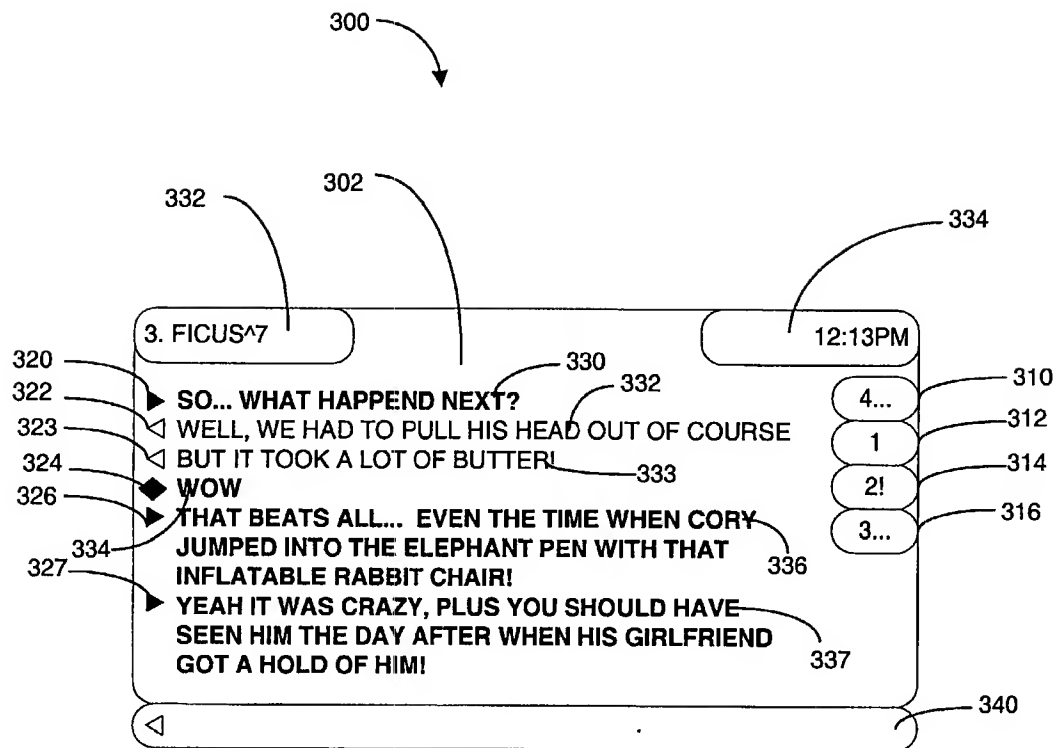 300
302
332
334
3. FICUS^7
12:13PM
320
330
SO... WHAT HAPPEND NEXT?
4...
310
322
332
WELL, WE HAD TO PULL HIS HEAD OUT OF COURSE
1
312
323
BUT IT TOOK A LOT OF BUTTER!
333
324
WOW
2!
314
326
THAT BEATS ALL... EVEN THE TIME WHEN CORY
3...
316
334
JUMPED INTO THE ELEPHANT PEN WITH THAT
336
INFLATABLE RABBIT CHAIR!
327
YEAH IT WAS CRAZY, PLUS YOU SHOULD HAVE
SEEN HIM THE DAY AFTER WHEN HIS GIRLFRIEND
337
GOT A HOLD OF HIM!
340